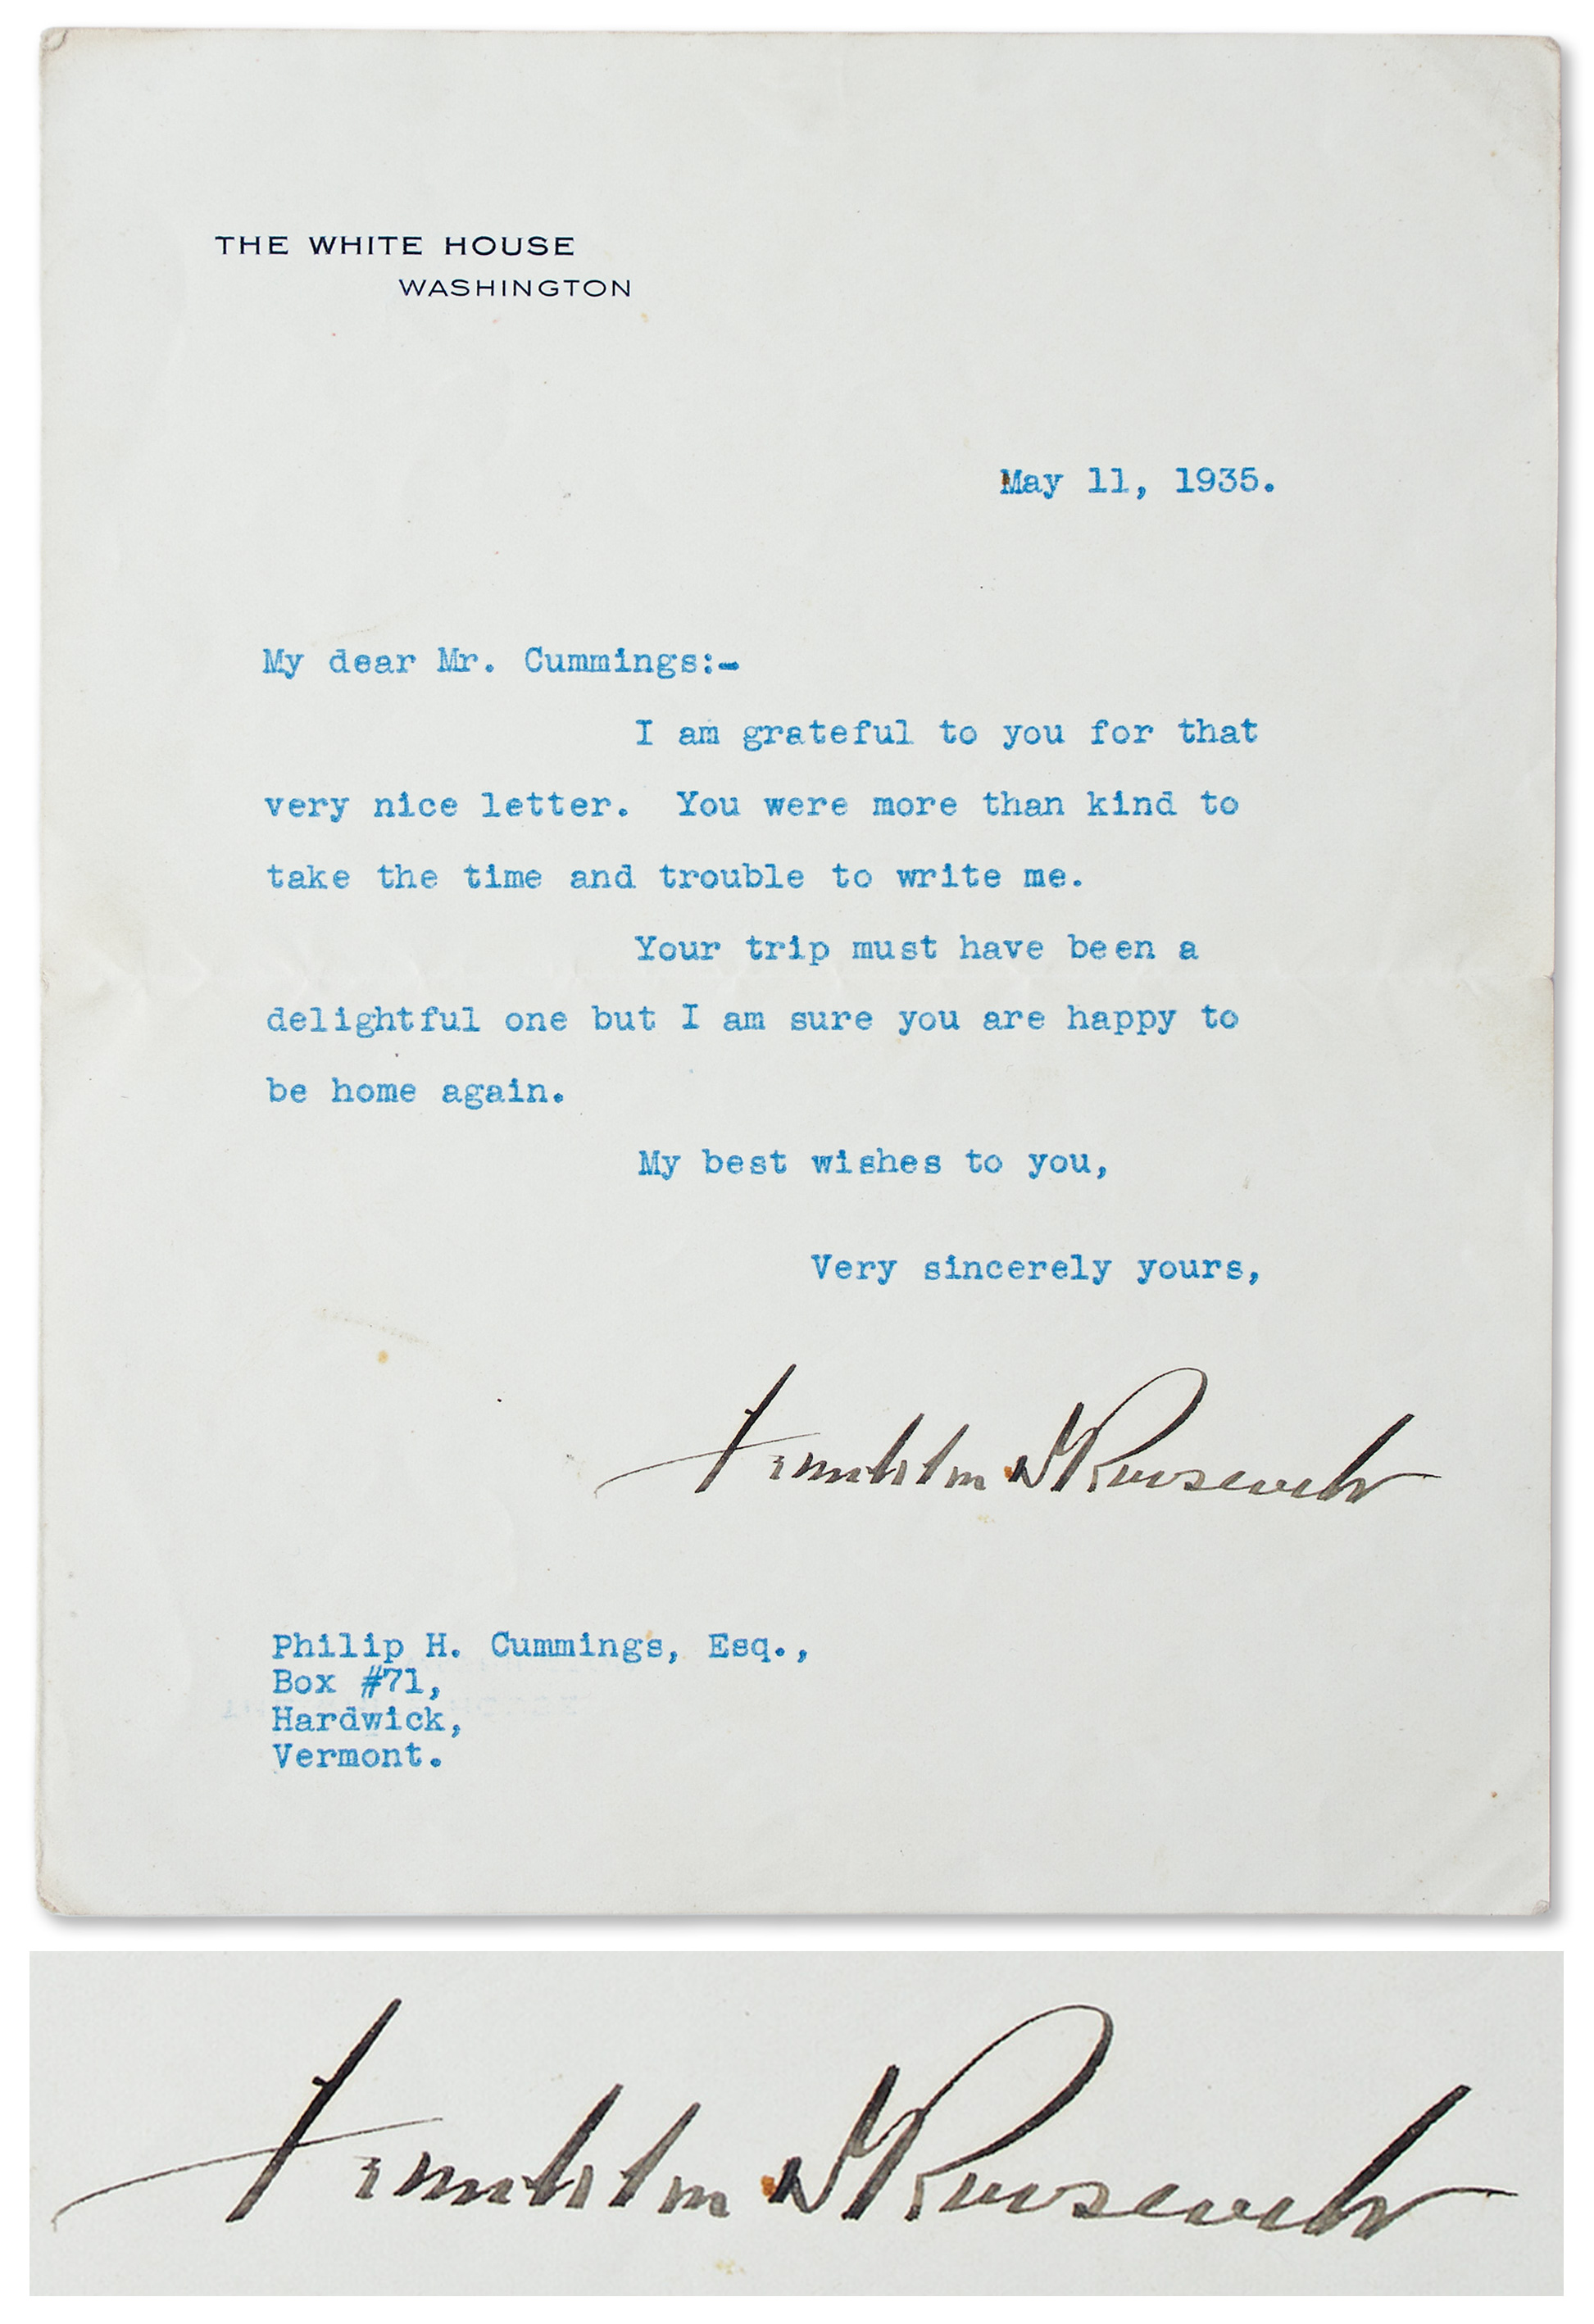 THE WHITE HOUSE
WASHINGTON
May 11, 1935.
My dear Mr. Cummings:-
I am grateful to you for that
very nice letter. You were more than kind to
take the time and trouble to write me.
Your trip must have been a
delightful one but I am sure you are happy to
be home again.
My best wishes to you,
Very sincerely yours,
Franklin D Roosevelt
Philip H. Cummings, Esq.,
Box #71,
Hardwick,
Vermont.
Franklin D Roosevelt